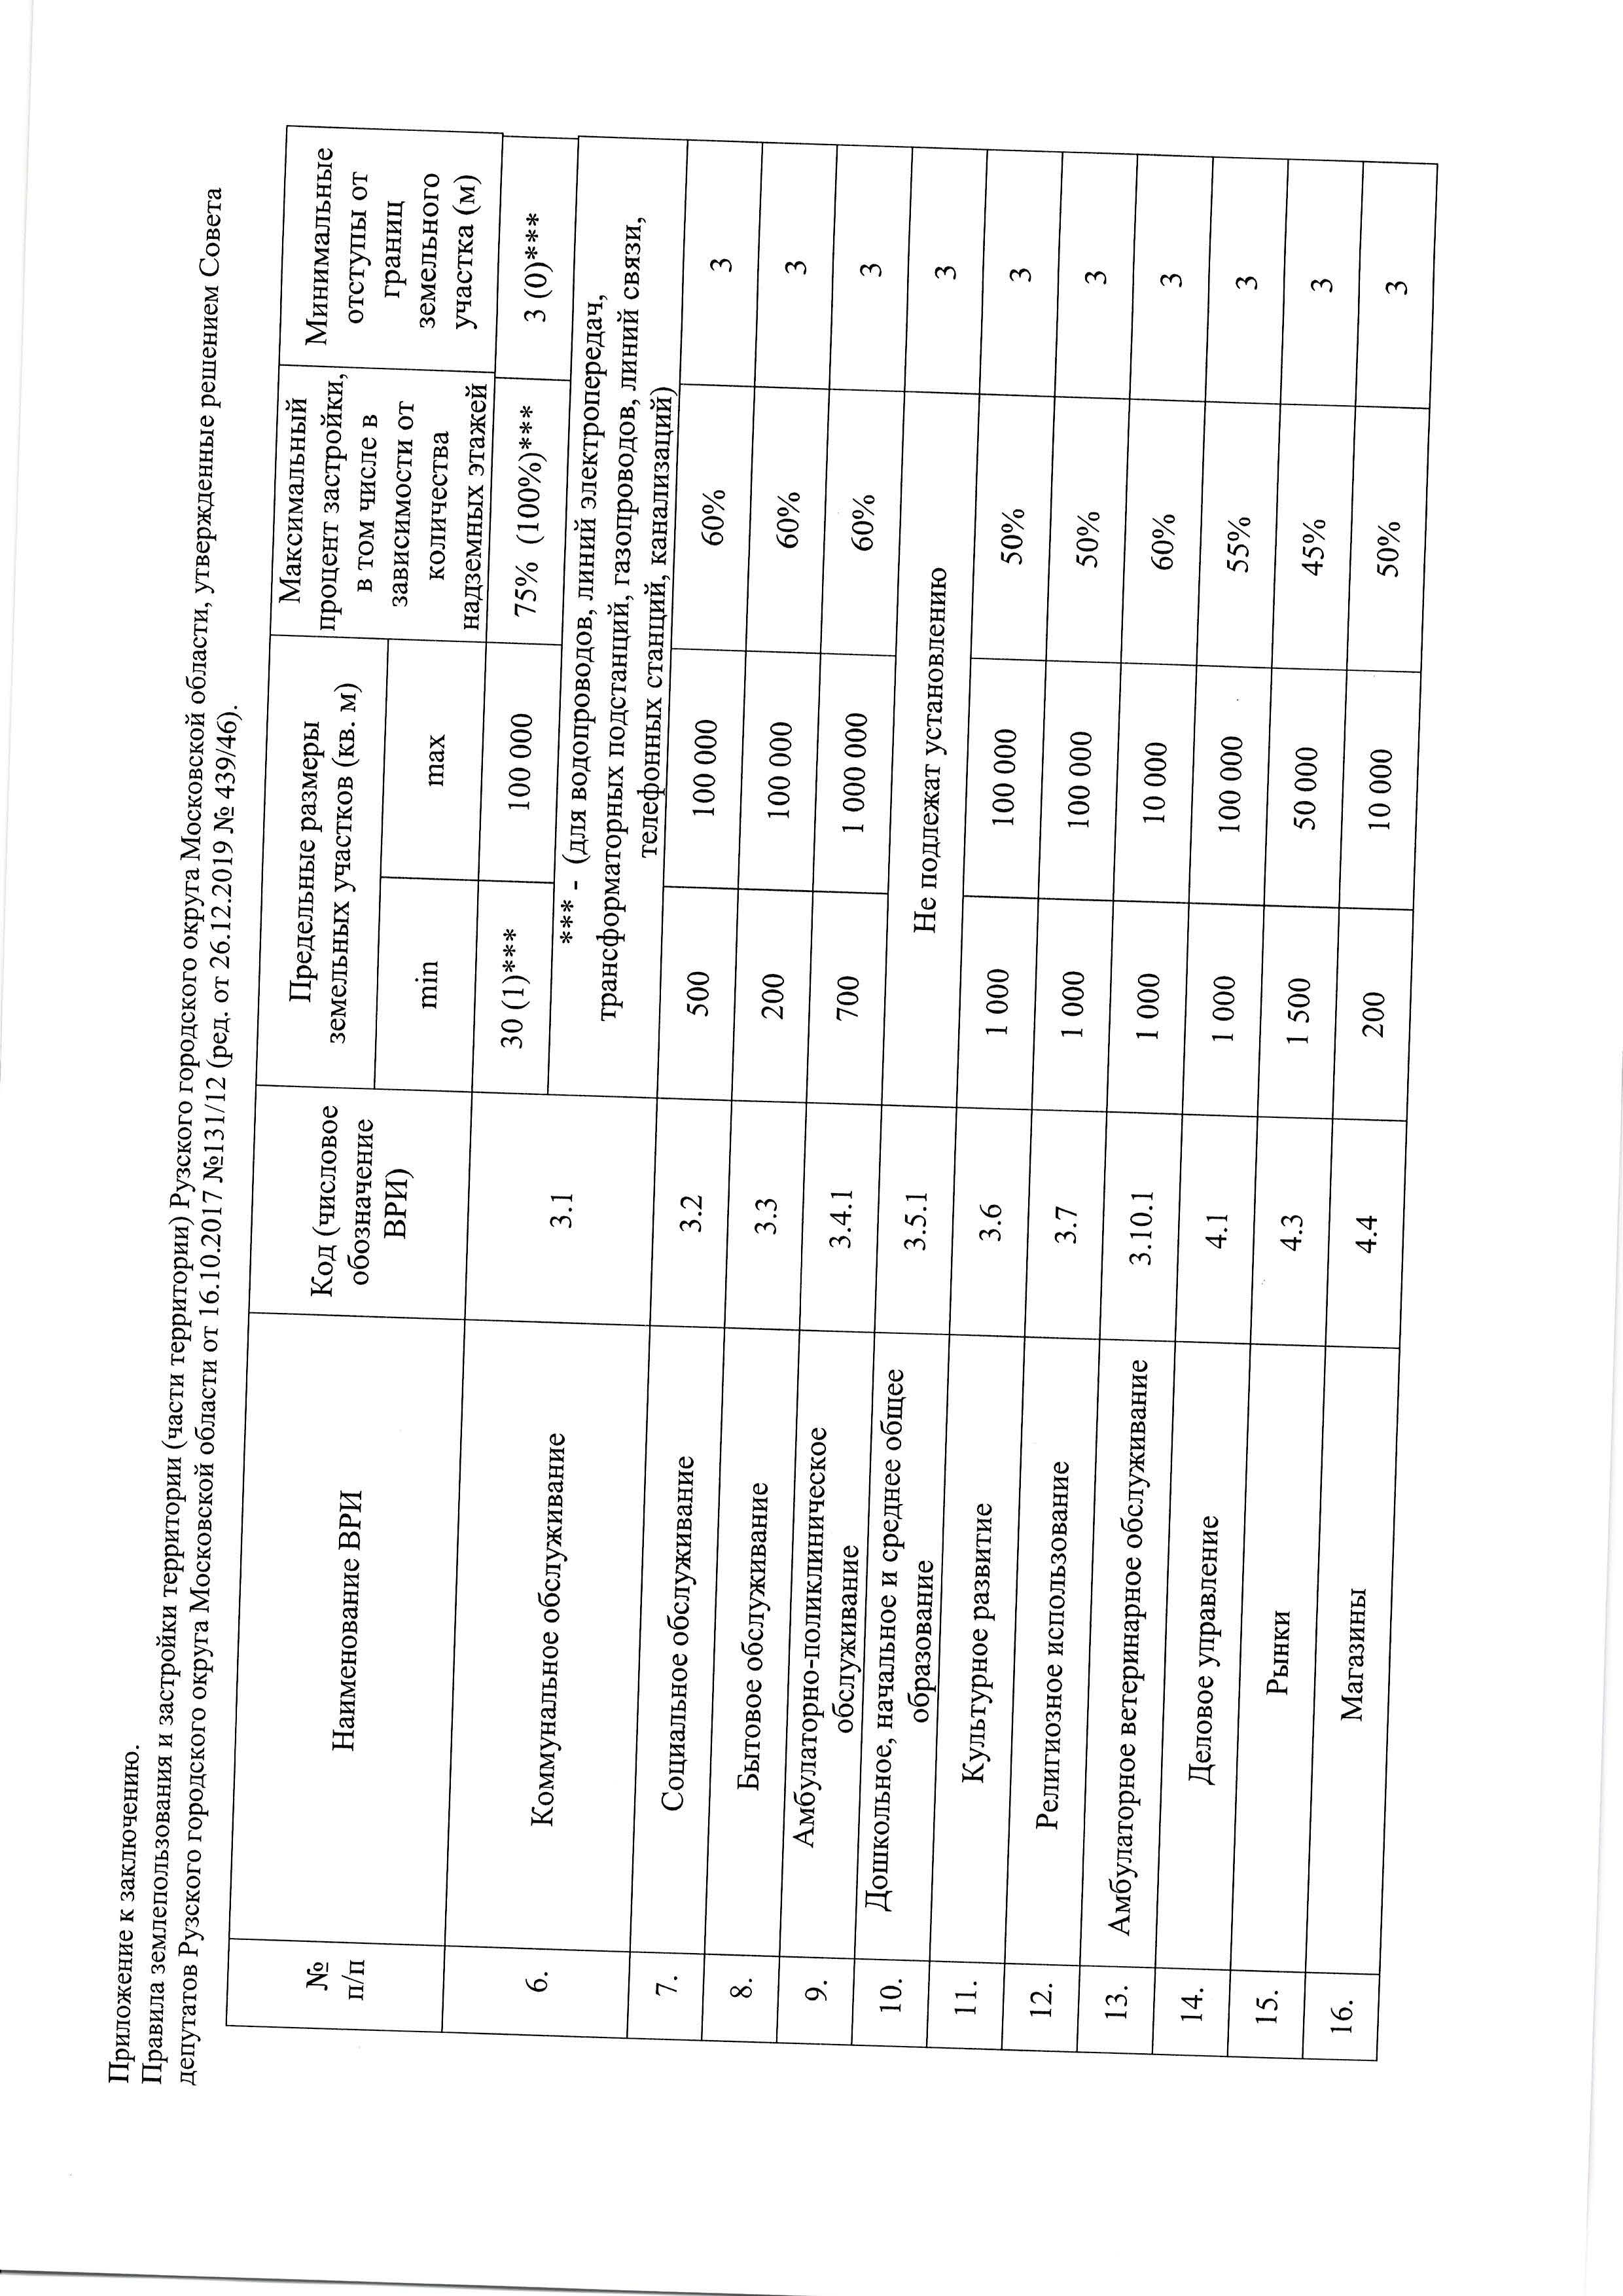 Приложение к заключению.
Правила землепользования и застройки территории (части территории) Рузского городского округа Московской области, утвержденные решением Совета
депутатов Рузского городского округа Московской области от 16.10.2017 №131/12 (ред. от 26.12.2019 № 439/46).
№
п/п
Наименование ВРИ
Код (числовое
обозначение
ВРИ)
Предельные размеры
земельных участков (кв. м)
min
max
Максимальный
процент застройки,
в том числе в
зависимости от
количества
надземных этажей
Минимальные
отступы от
границ
земельного
участка (м)
6. Коммунальное обслуживание 3.1 30 (1)*** 100 000 75% (100%)*** 3 (0)***
*** - (для водопроводов, линий электропередач,
трансформаторных подстанций, газопроводов, линий связи,
телефонных станций, канализаций)
7. Социальное обслуживание 3.2 500 100 000 60% 3
8. Бытовое обслуживание 3.3 200 100 000 60% 3
9. Амбулаторно-поликлиническое
обслуживание 3.4.1 700 1 000 000 60% 3
10. Дошкольное, начальное и среднее общее
образование 3.5.1 Не подлежат установлению 3
11. Культурное развитие 3.6 1 000 100 000 50% 3
12. Религиозное использование 3.7 1 000 100 000 50% 3
13. Амбулаторное ветеринарное обслуживание 3.10.1 1 000 10 000 60% 3
14. Деловое управление 4.1 1 000 100 000 55% 3
15. Рынки 4.3 1 500 50 000 45% 3
16. Магазины 4.4 200 10 000 50% 3